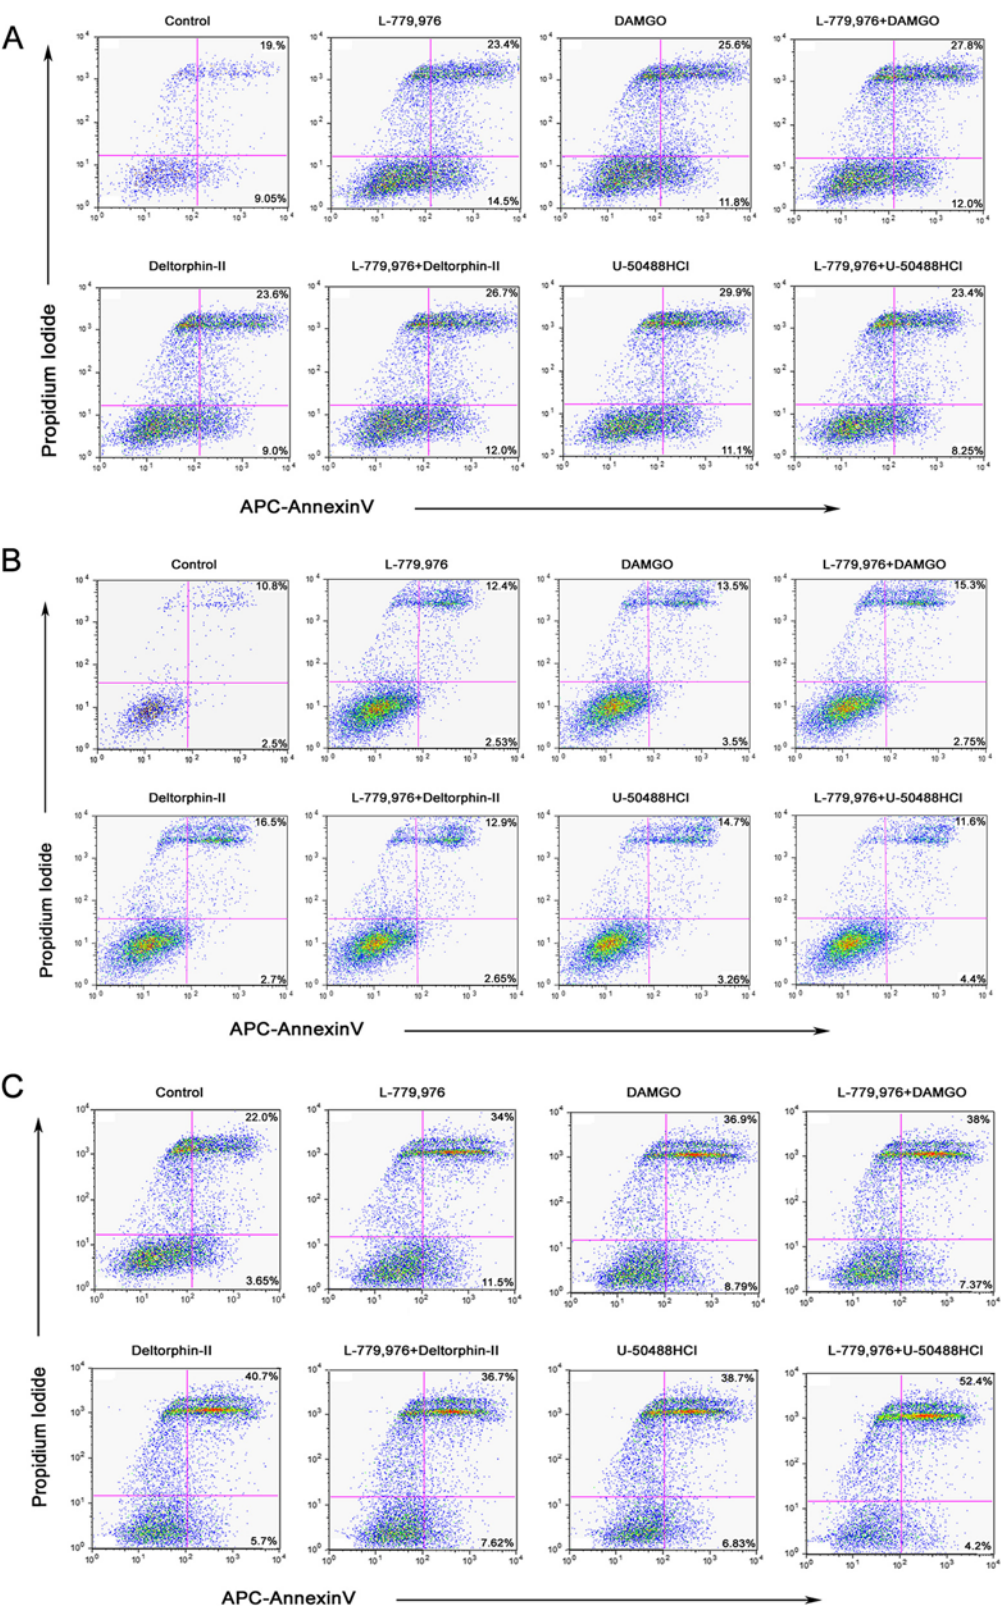 A
Control
L-779,976
DAMGO
L-779,976+DAMGO
19.%
9.05%
23.4%
14.5%
25.6%
11.8%
27.8%
12.0%
Deltorphin-II
L-779,976+Deltorphin-II
U-50488HCl
L-779,976+U-50488HCl
23.6%
9.0%
26.7%
12.0%
29.9%
11.1%
23.4%
8.25%
Propidium Iodide
APC-AnnexinV
B
Control
L-779,976
DAMGO
L-779,976+DAMGO
10.8%
2.5%
12.4%
2.53%
13.5%
3.5%
15.3%
2.75%
Deltorphin-II
L-779,976+Deltorphin-II
U-50488HCl
L-779,976+U-50488HCl
16.5%
2.7%
12.9%
2.65%
14.7%
3.26%
11.6%
4.4%
Propidium Iodide
APC-AnnexinV
C
Control
L-779,976
DAMGO
L-779,976+DAMGO
22.0%
3.65%
34%
11.5%
36.9%
8.79%
38%
7.37%
Deltorphin-II
L-779,976+Deltorphin-II
U-50488HCl
L-779,976+U-50488HCl
40.7%
5.7%
36.7%
7.62%
38.7%
6.83%
52.4%
4.2%
Propidium Iodide
APC-AnnexinV